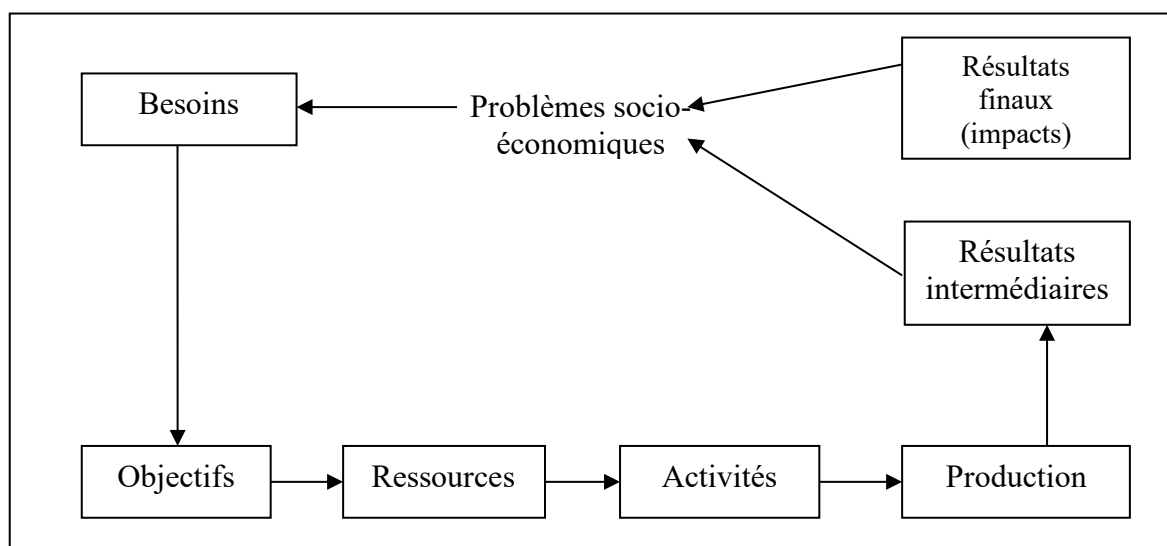 Besoins
Problèmes socio-
économiques
Résultats
finaux
(impacts)
Résultats
intermédiaires
Objectifs
Ressources
Activités
Production